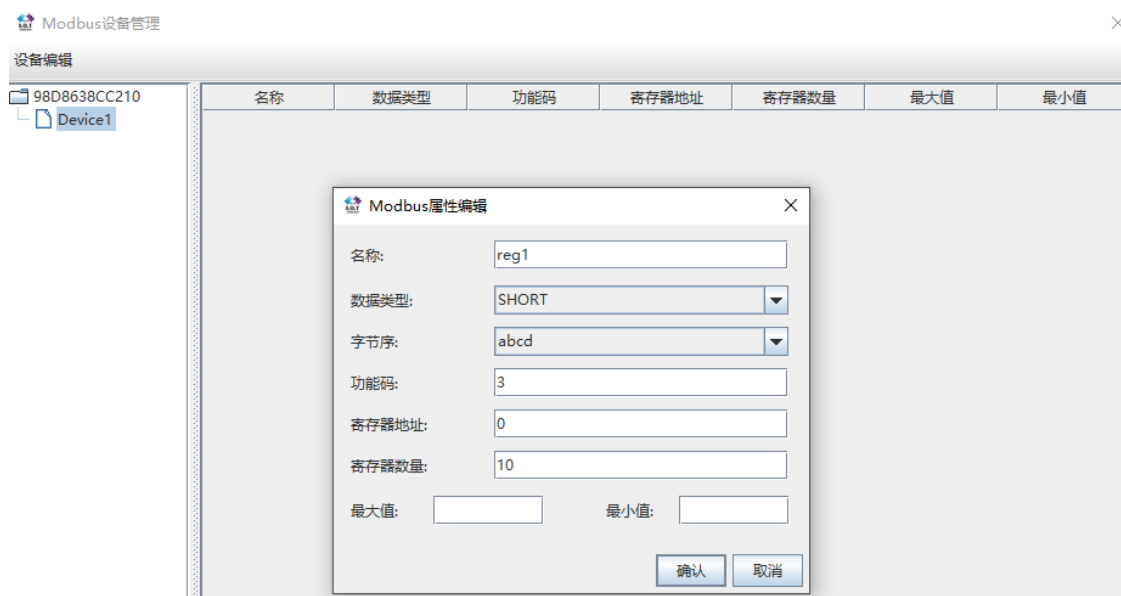 Modbus设备管理
设备编辑
98D8638CC210
Device1
名称 数据类型 功能码 寄存器地址 寄存器数量 最大值 最小值
Modbus属性编辑
名称: reg1
数据类型: SHORT
字节序: abcd
功能码: 3
寄存器地址: 0
寄存器数量: 10
最大值: 最小值:
确认 取消